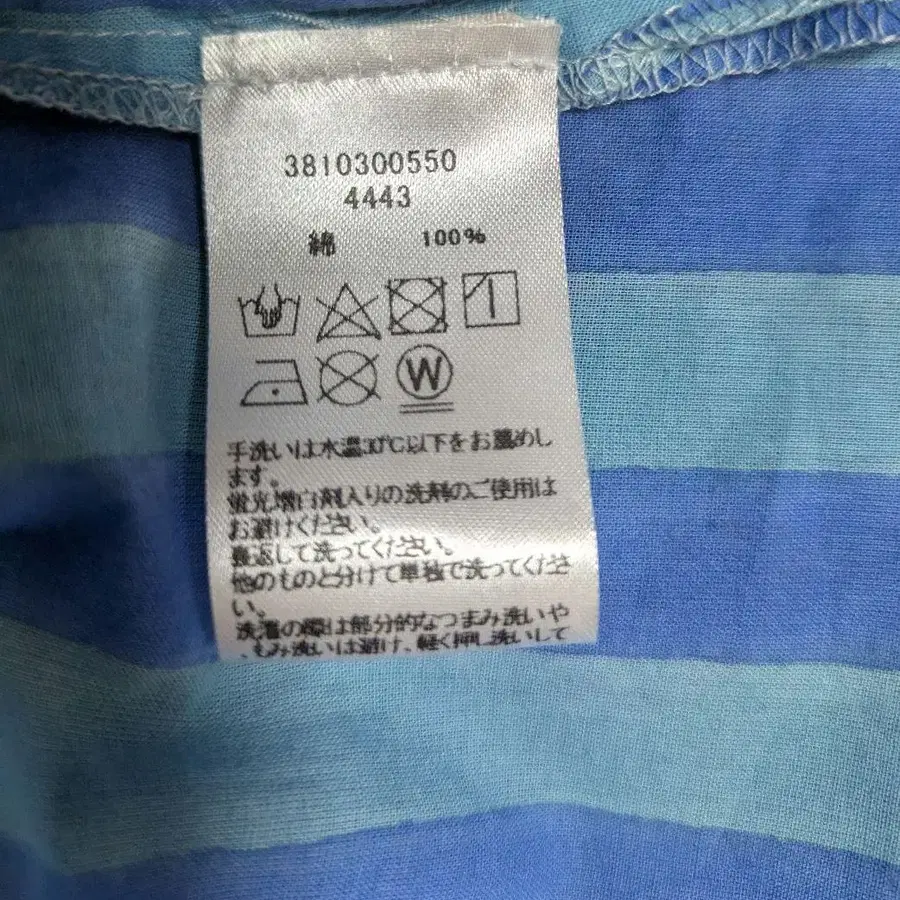 3810300550
4443
綿 100%
W
手洗いは水温30℃以下をお薦めし
ます。
蛍光増白剤入りの洗剤のご使用は
お避けください。
裏返して洗ってください。
他のものと分けて単独で洗ってくださ
い。
洗濯の際は部分的なつまみ洗いや
、もみ洗いは避け、軽く押し洗いして